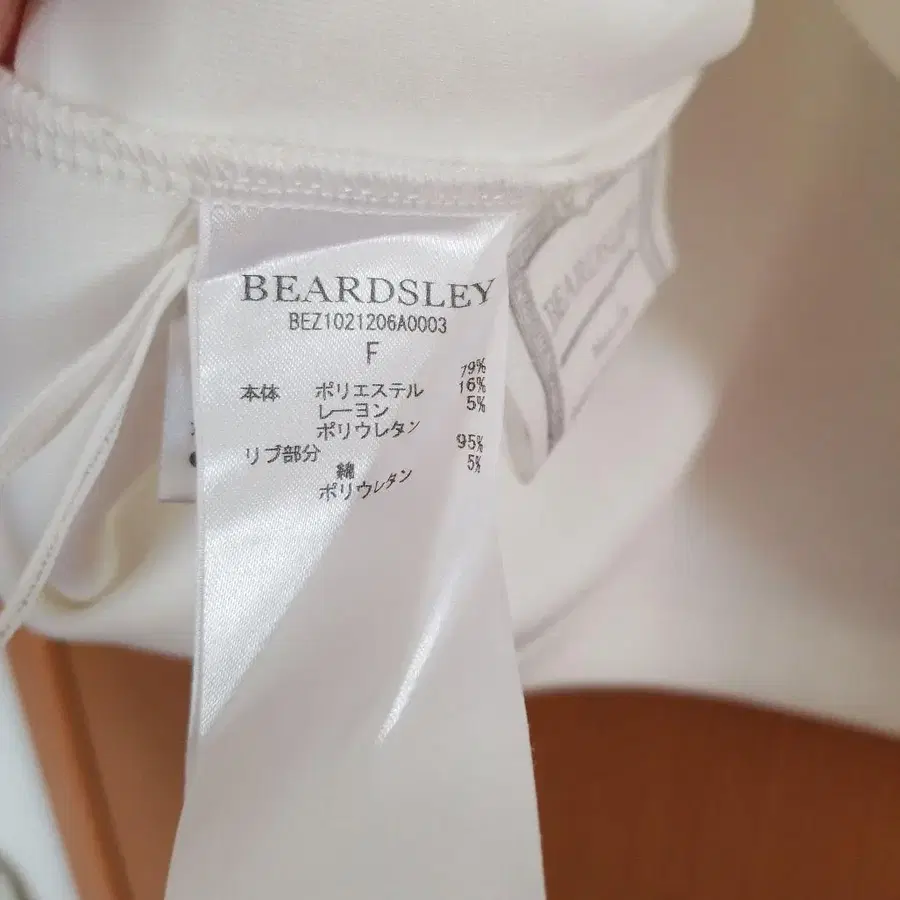 BEARDSLEY
BEZ1021206A0003
F
本体 ポリエステル 79%
レーヨン 16%
ポリウレタン 5%
リブ部分
綿 95%
ポリウレタン 5%
BEARDSLEY